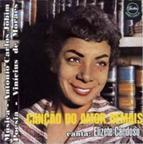 Música - Antonio Carlos Jobim
Poesia - Vinicius de Moraes
CANÇÃO DO AMOR DEMAIS
canta: Elizete Cardoso